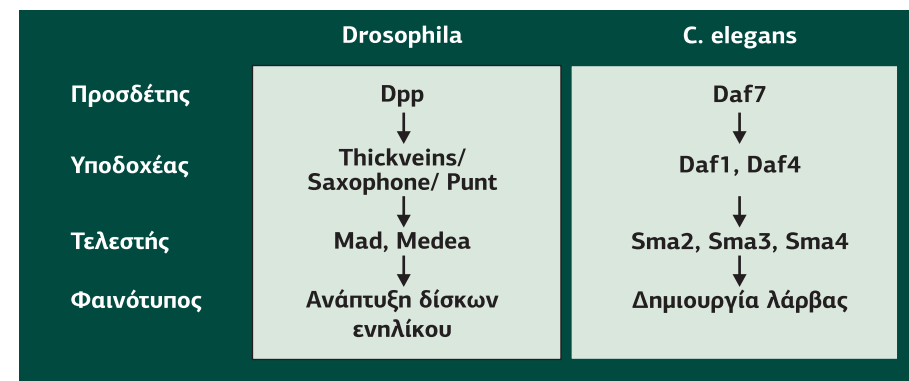 Drosophila C. elegans
Προσδέτης Dpp Daf7
Υποδοχέας Thickveins/ Daf1, Daf4
Saxophone/ Punt
Τελεστής Mad, Medea Sma2, Sma3, Sma4
Φαινότυπος Ανάπτυξη δίσκων Δημιουργία λάρβας
ενηλίκου